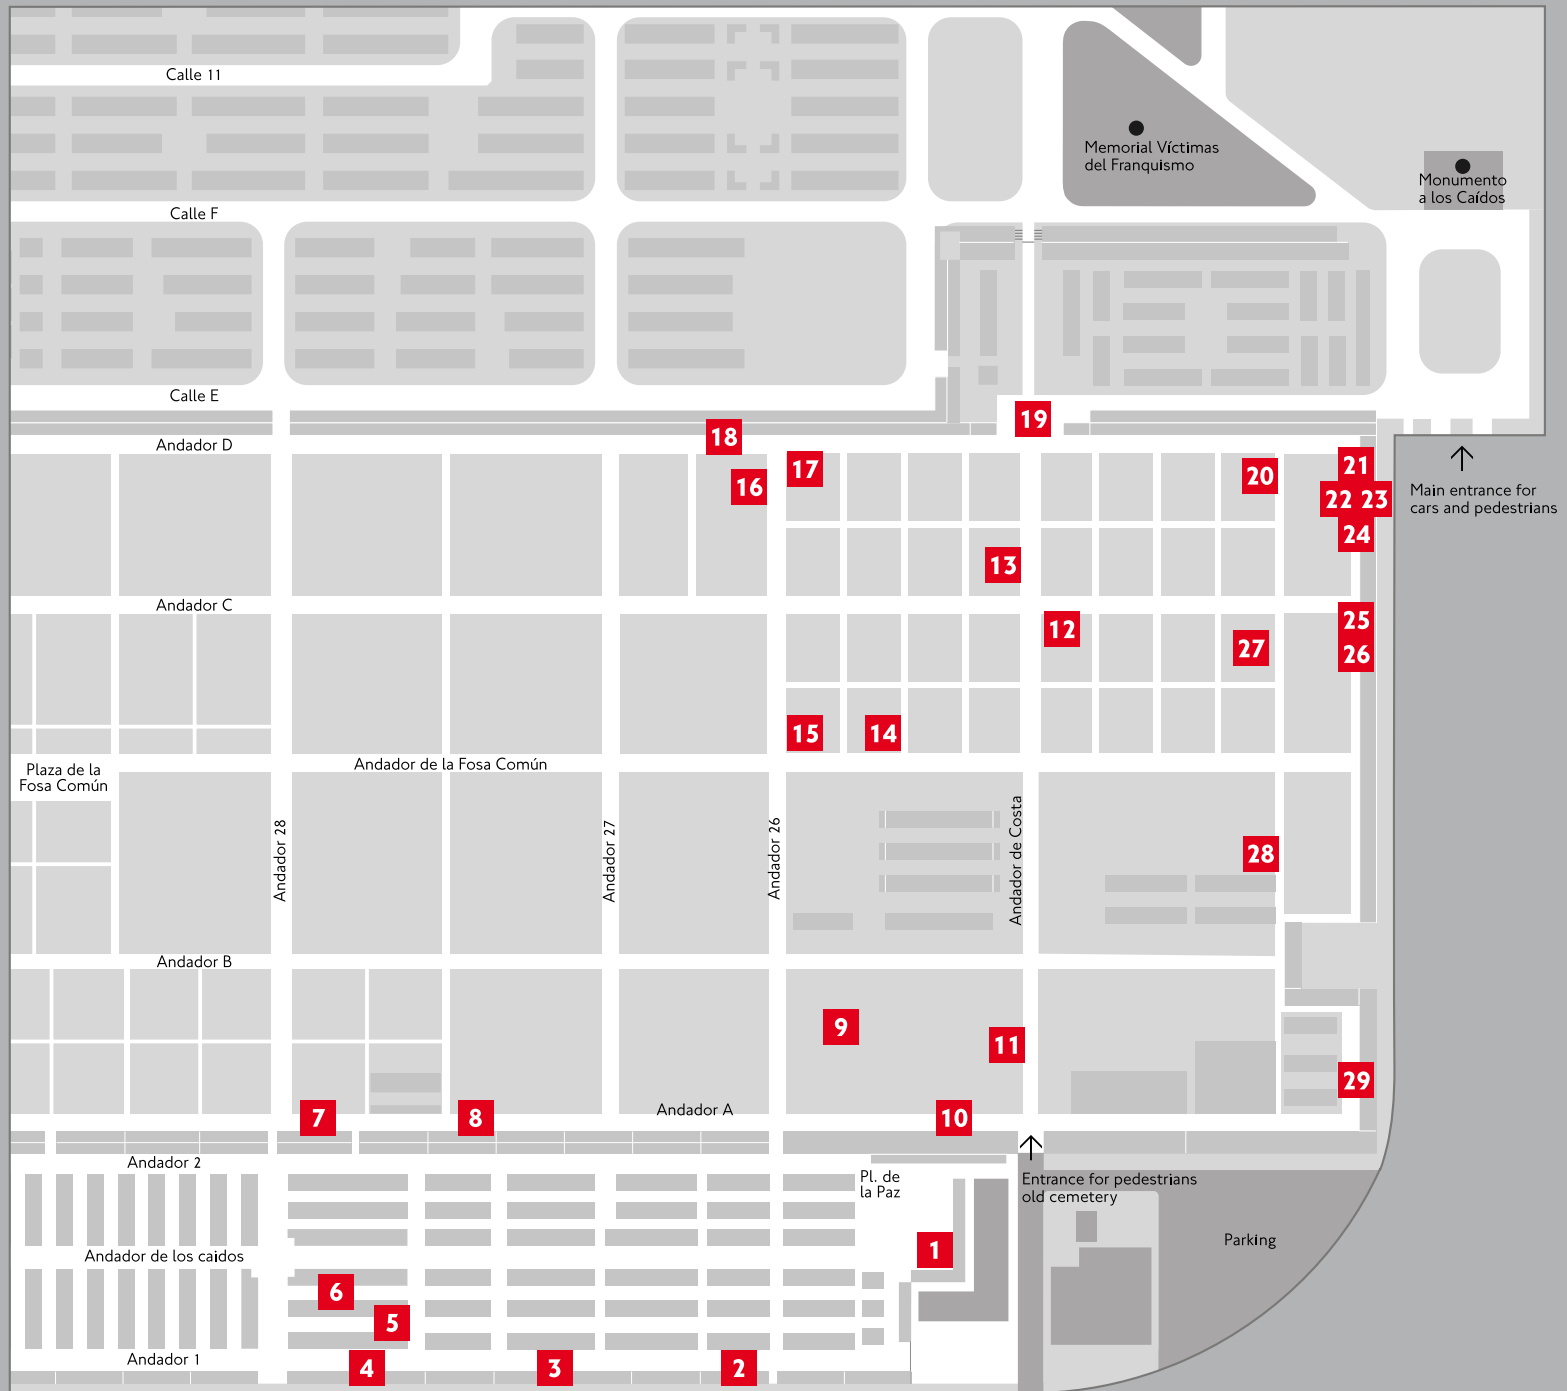 Calle 11
Memorial Víctimas
del Franquismo
Monumento
a los Caídos
Calle F
Calle E
19
18
Andador D
17
16
20
21
22
23
24
Main entrance for
cars and pedestrians
13
Andador C
12
25
27
26
15
14
Andador de la Fosa Común
Plaza de la
Fosa Común
Andador 28
Andador 27
Andador 26
Andador de Costa
28
Andador B
9
11
29
7
8
Andador A
10
Andador 2
Pl. de
la Paz
Entrance for pedestrians
old cemetery
Parking
1
Andador de los caidos
6
5
Andador 1
4
3
2